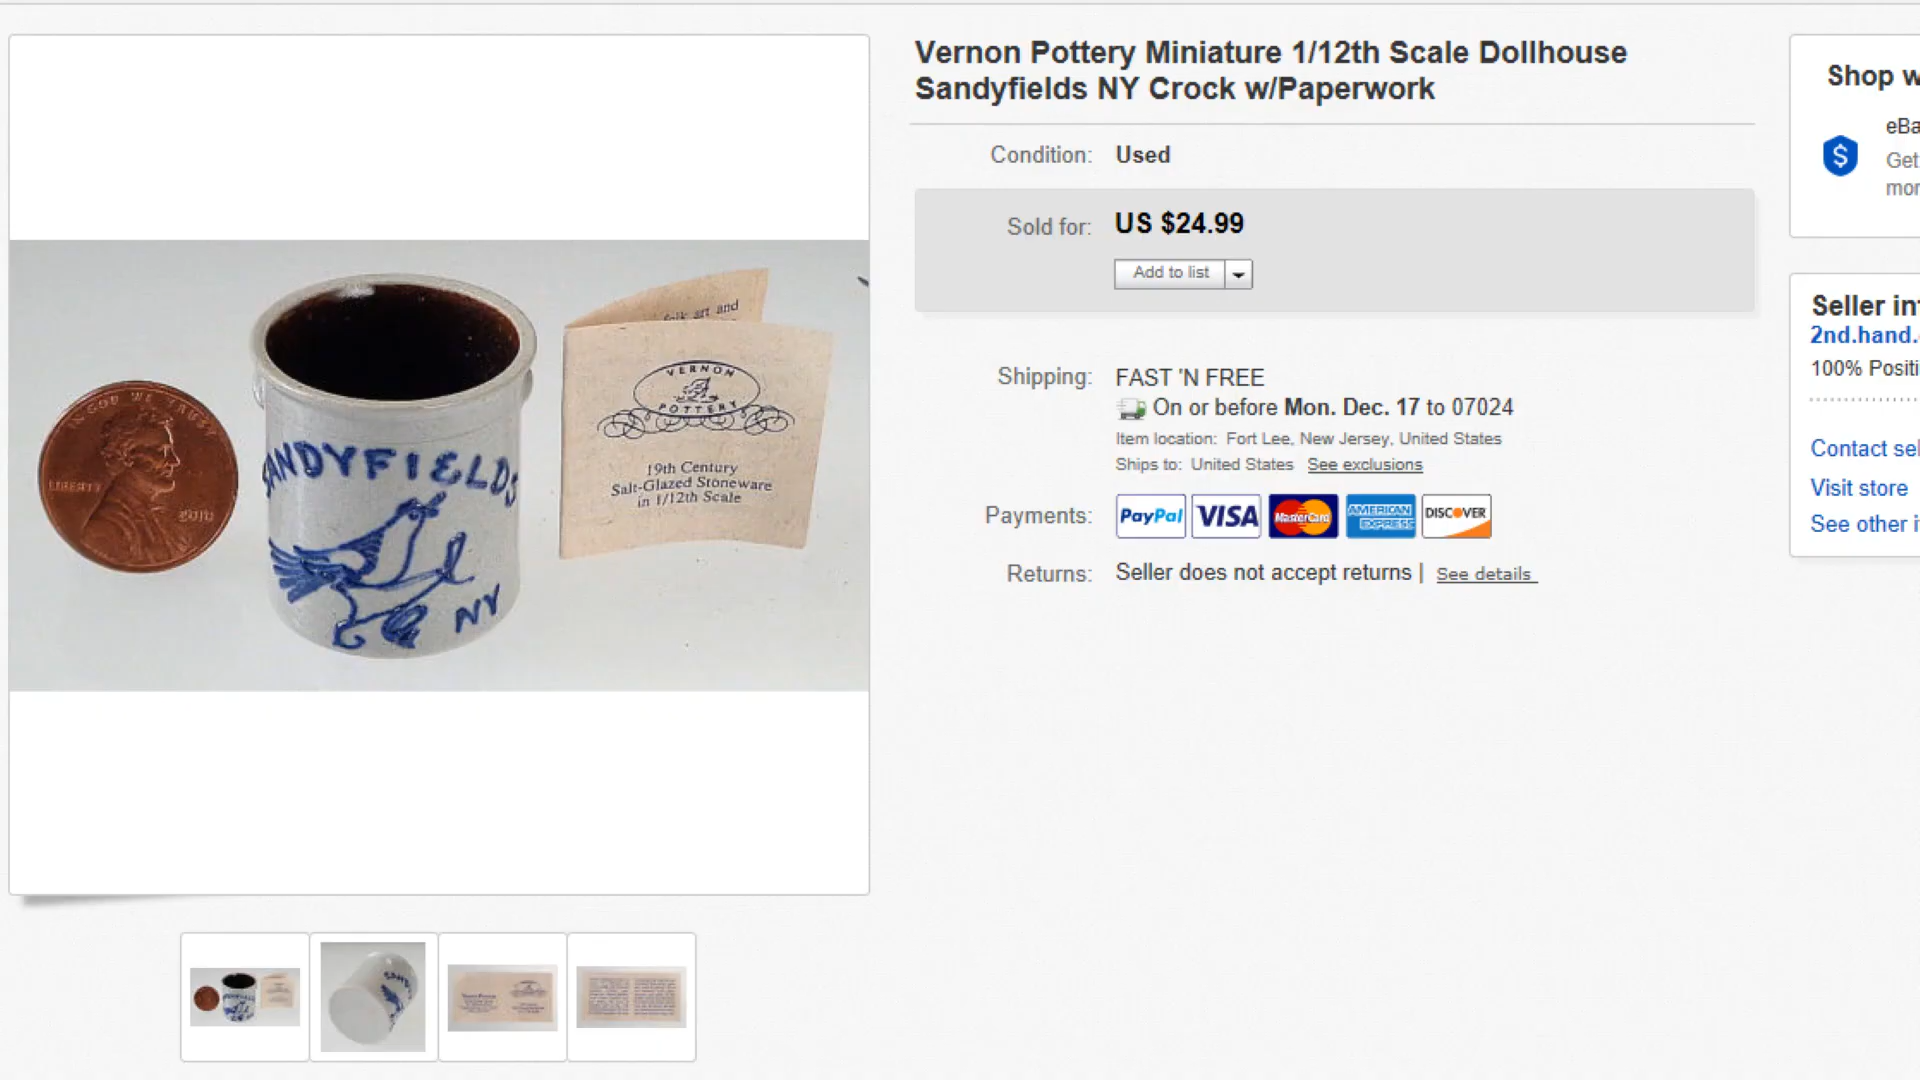 Vernon Pottery Miniature 1/12th Scale Dollhouse
Sandyfields NY Crock w/Paperwork
Condition: Used
Sold for: US $24.99
Add to list
Shipping: FAST 'N FREE
On or before Mon. Dec. 17 to 07024
Item location: Fort Lee, New Jersey, United States
Ships to: United States See exclusions
Payments: PayPal VISA MasterCard AMERICAN EXPRESS DISCOVER
Returns: Seller does not accept returns | See details
Shop w
$
eBa
Get
mor
Seller in
2nd.hand.
100% Positi
Contact sel
Visit store
See other i
IN GOD WE TRUST
LIBERTY
2010
SANDYFIELDS
NY
folk art and
VERNON
POTTERY
19th Century
Salt-Glazed Stoneware
in 1/12th Scale